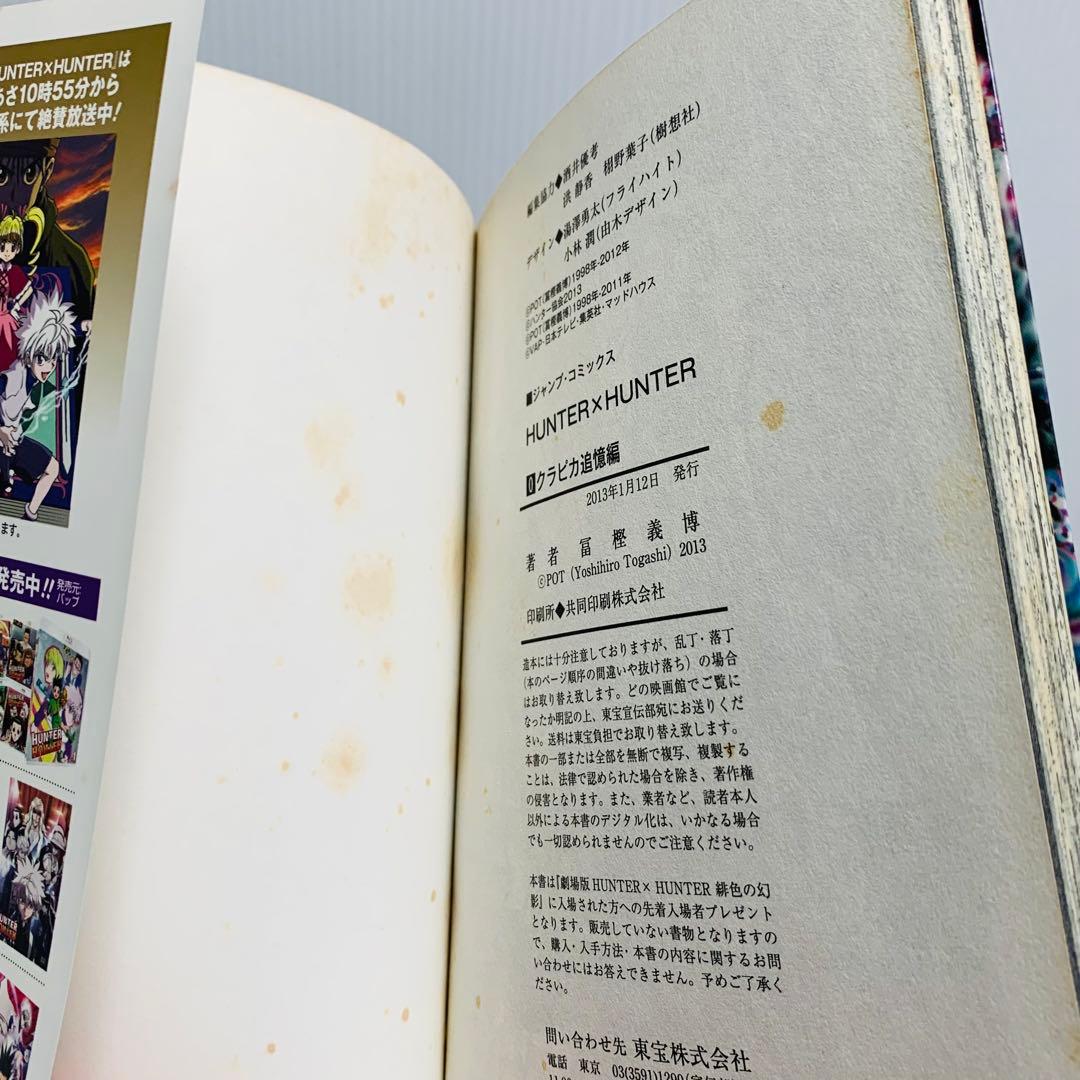 UNTER×HUNTER』は
あさ10時55分から
系にて絶賛放送中!
ます。
発売中!!
発売元:
バップ
HUNTER
編集協力◆酒井優考
洪 静香 栩野葉子(樹想社)
デザイン◆湯澤勇太(フライハイト)
小林 潤(由木デザイン)
©POT(冨樫義博)1998年-2012年
©ハンター協会2013
©POT(冨樫義博)1998年-2011年
©VAP・日本テレビ・集英社・マッドハウス
■ジャンプ・コミックス
HUNTER×HUNTER
0クラピカ追憶編
2013年1月12日 発行
著者 冨樫義博
©POT (Yoshihiro Togashi) 2013
印刷所◆共同印刷株式会社
造本には十分注意しておりますが、乱丁・落丁
(本のページ順序の間違いや抜け落ち)の場合
はお取り替え致します。どの映画館でご覧に
なったか明記の上、東宝宣伝部宛にお送りくだ
さい。送料は東宝負担でお取り替え致します。
本書の一部または全部を無断で複写、複製する
ことは、法律で認められた場合を除き、著作権
の侵害となります。また、業者など、読者本人
以外による本書のデジタル化は、いかなる場合
でも一切認められませんのでご注意ください。
本書は『劇場版 HUNTER×HUNTER 緋色の幻
影』に入場された方への先着入場者プレゼント
となります。販売していない書物となりますの
で、購入・入手方法・本書の内容に関するお問
い合わせにはお答えできません。予めご了承く
ださい。
問い合わせ先 東宝株式会社
電話 東京 03(3591)1290